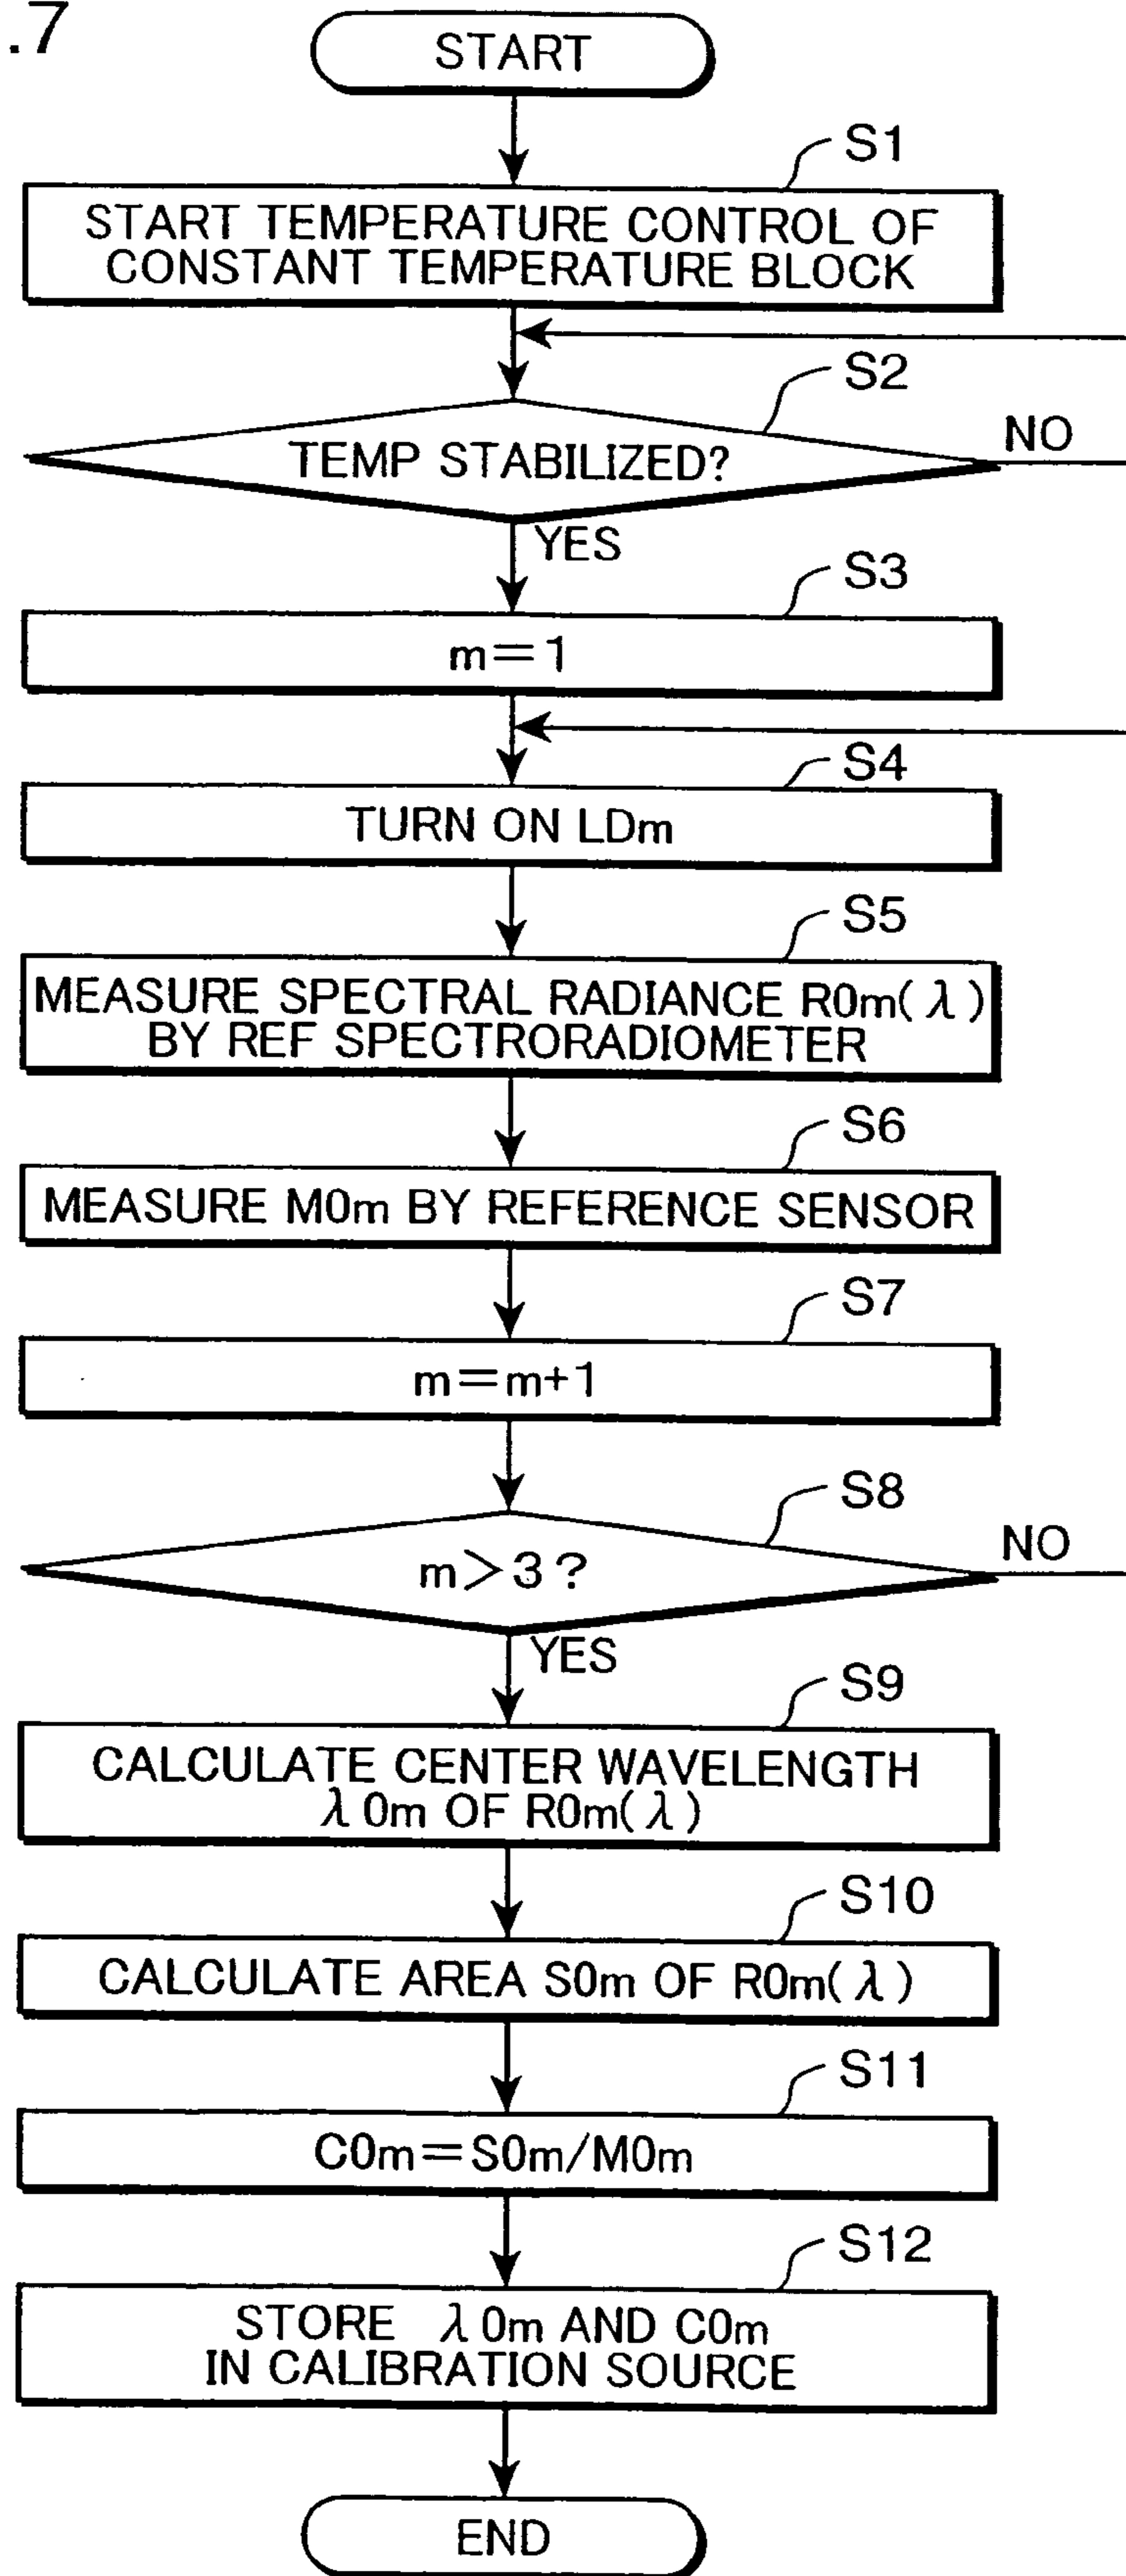 .7
START
S1
START TEMPERATURE CONTROL OF
CONSTANT TEMPERATURE BLOCK
S2
TEMP STABILIZED?
NO
YES
S3
m=1
S4
TURN ON LDm
S5
MEASURE SPECTRAL RADIANCE R0m(λ)
BY REF SPECTRORADIOMETER
S6
MEASURE M0m BY REFERENCE SENSOR
S7
m=m+1
S8
m>3?
NO
YES
S9
CALCULATE CENTER WAVELENGTH
λ0m OF R0m(λ)
S10
CALCULATE AREA S0m OF R0m(λ)
S11
C0m=S0m/M0m
S12
STORE λ0m AND C0m
IN CALIBRATION SOURCE
END